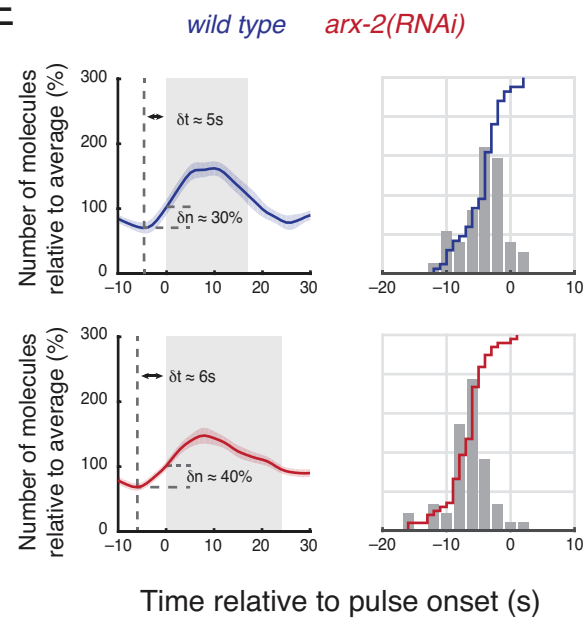 wild type arx-2(RNAi)
Number of molecules
relative to average (%)
300
200
100
0
δt ≈ 5s
δn ≈ 30%
–10 0 10 20 30
–20 –10 0 10
Number of molecules
relative to average (%)
300
200
100
0
δt ≈ 6s
δn ≈ 40%
–10 0 10 20 30
–20 –10 0 10
Time relative to pulse onset (s)